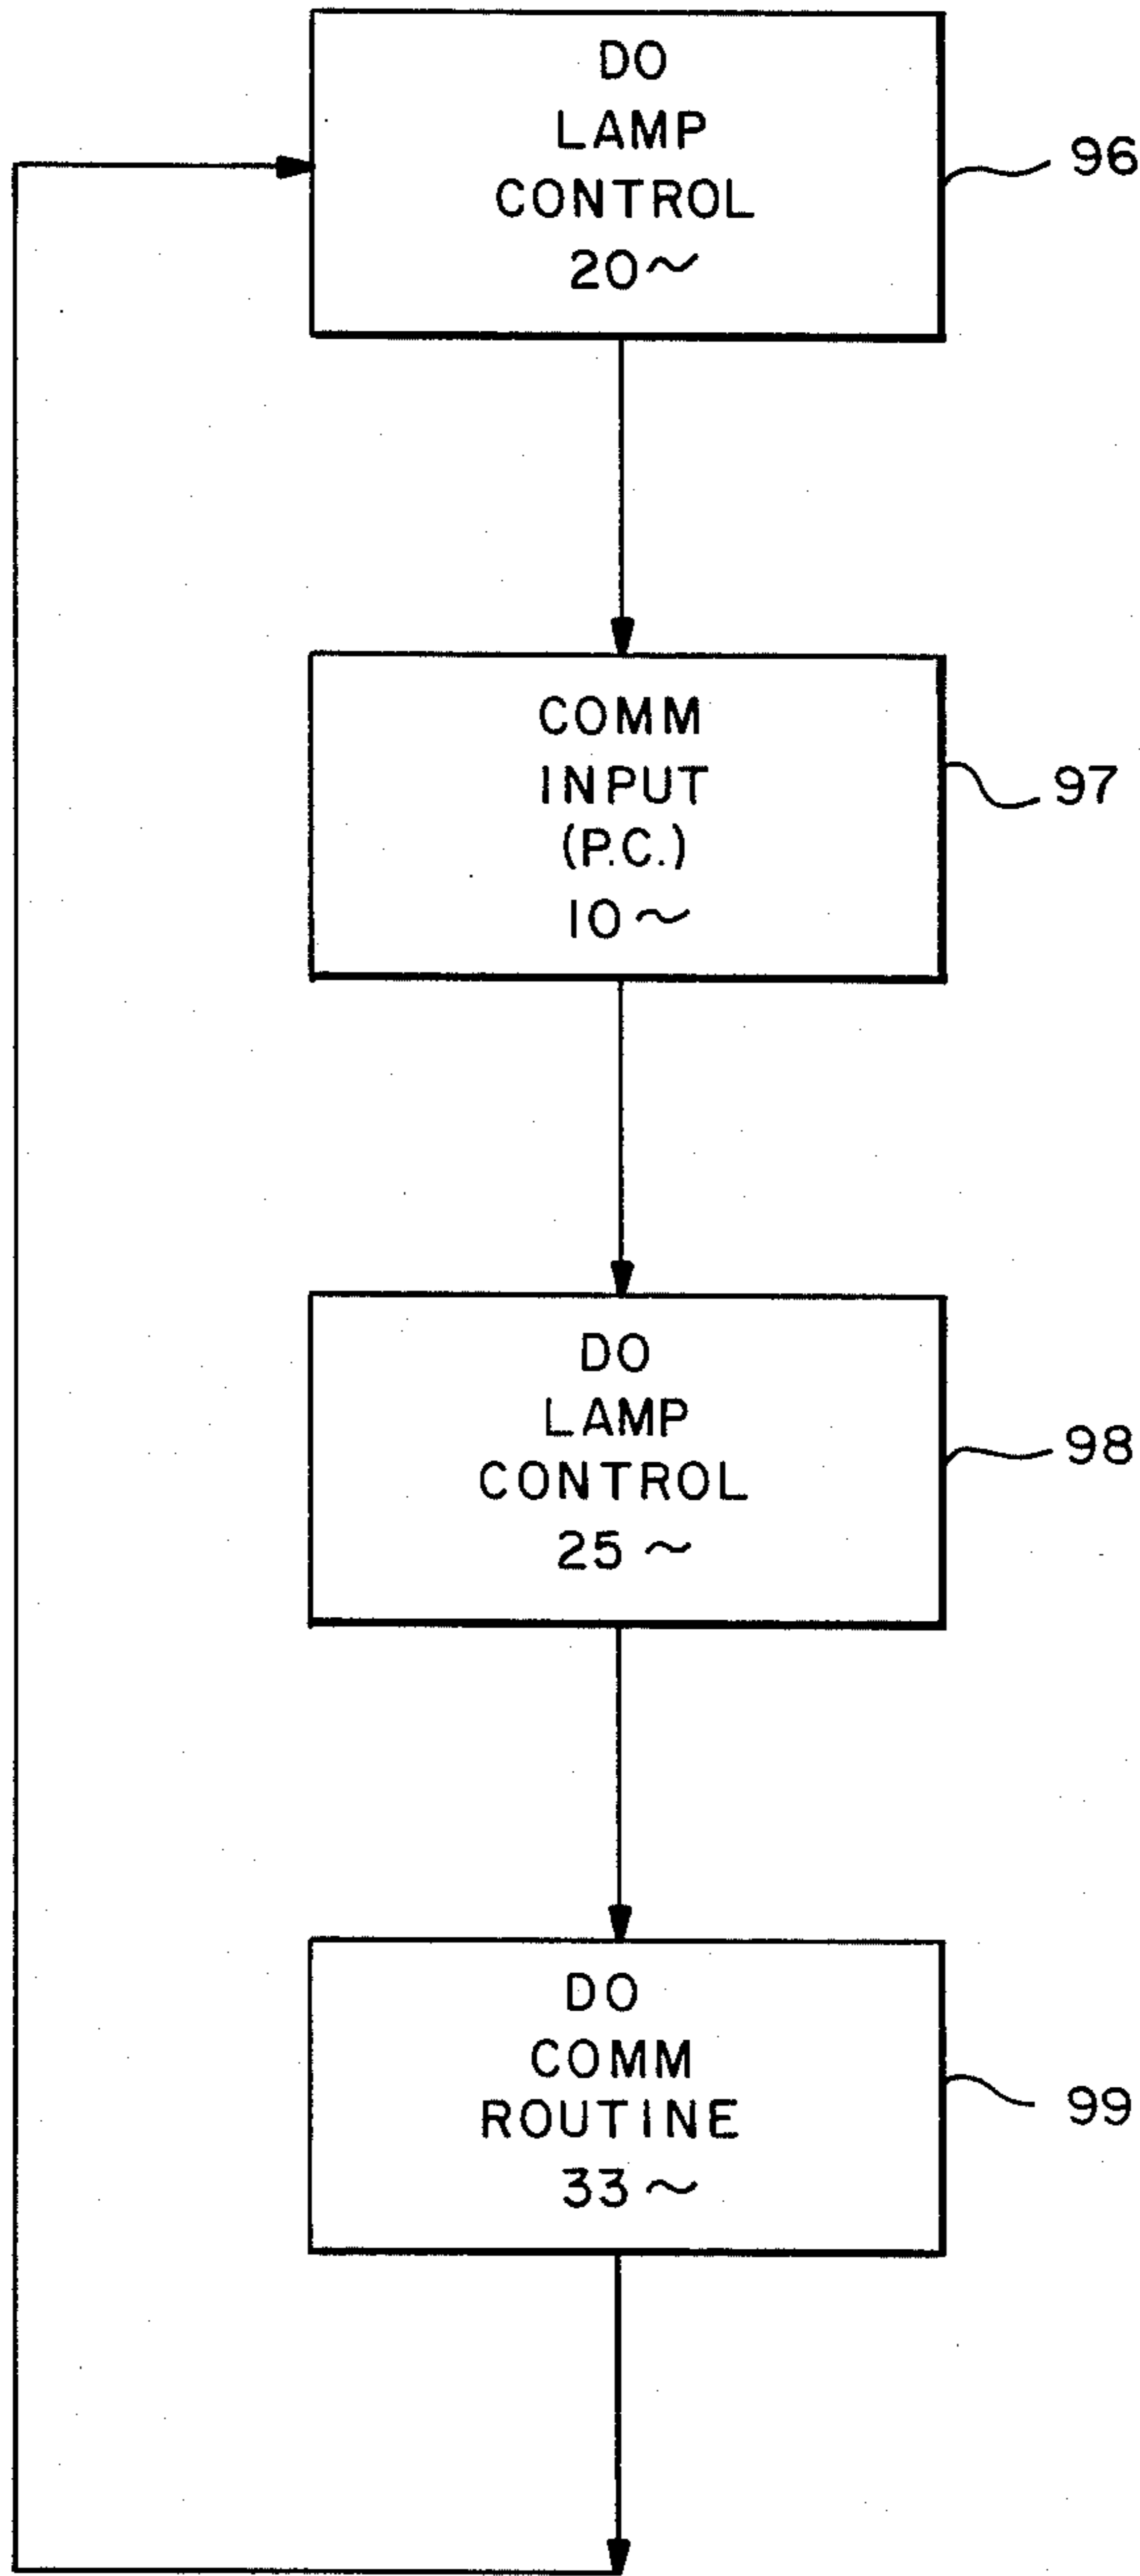 DO
LAMP
CONTROL
20~
96
COMM
INPUT
(P.C.)
10~
97
DO
LAMP
CONTROL
25~
98
DO
COMM
ROUTINE
33~
99